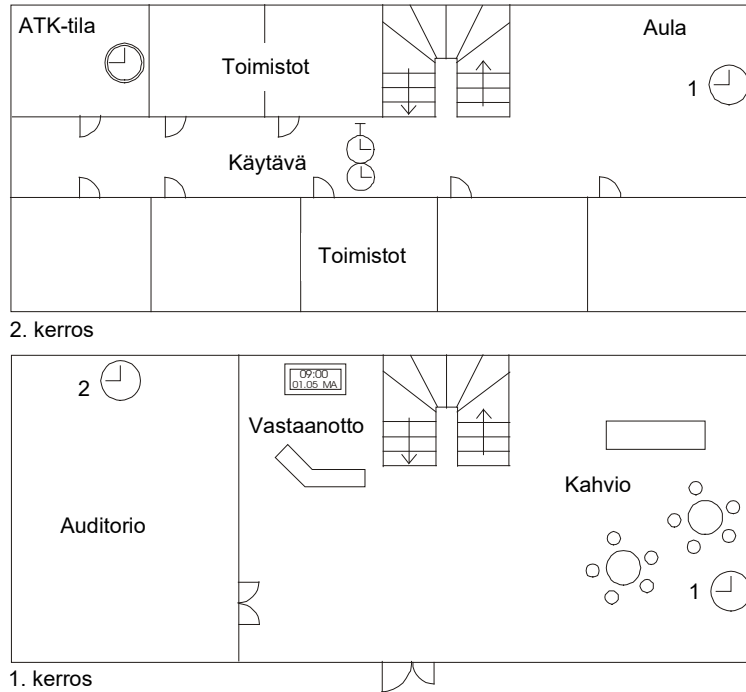 ATK-tila
Aula
Toimistot
1
Käytävä
Toimistot
2. kerros
09:00
01.05 MA
2
Vastaanotto
Kahvio
Auditorio
1
1. kerros